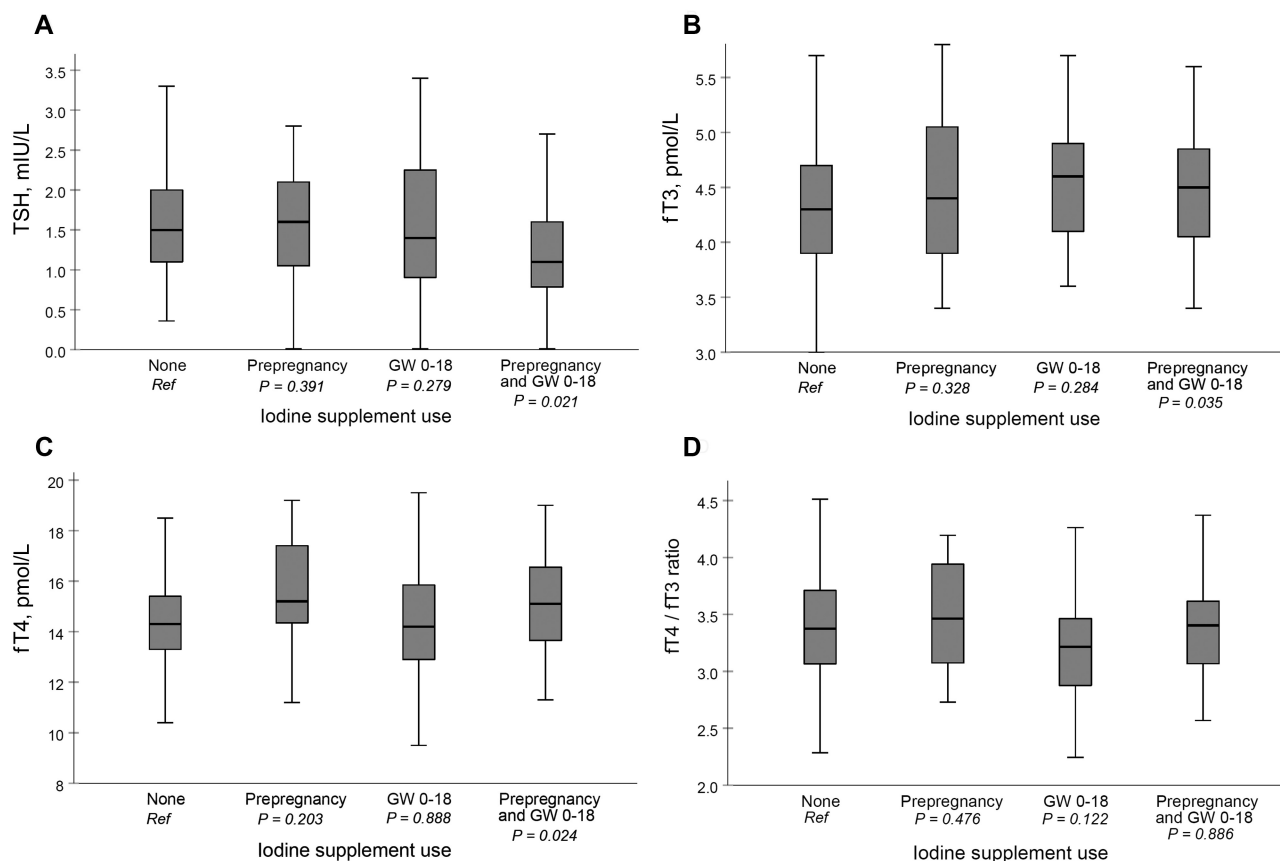 A
TSH, mIU/L
3.5
3.0
2.5
2.0
1.5
1.0
0.5
0.0
None
Ref
Prepregnancy
P = 0.391
GW 0-18
P = 0.279
Prepregnancy
and GW 0-18
P = 0.021
Iodine supplement use
B
fT3, pmol/L
5.5
5.0
4.5
4.0
3.5
3.0
None
Ref
Prepregnancy
P = 0.328
GW 0-18
P = 0.284
Prepregnancy
and GW 0-18
P = 0.035
Iodine supplement use
C
fT4, pmol/L
20
18
16
14
12
10
8
None
Ref
Prepregnancy
P = 0.203
GW 0-18
P = 0.888
Prepregnancy
and GW 0-18
P = 0.024
Iodine supplement use
D
fT4 / fT3 ratio
4.5
4.0
3.5
3.0
2.5
2.0
None
Ref
Prepregnancy
P = 0.476
GW 0-18
P = 0.122
Prepregnancy
and GW 0-18
P = 0.886
Iodine supplement use